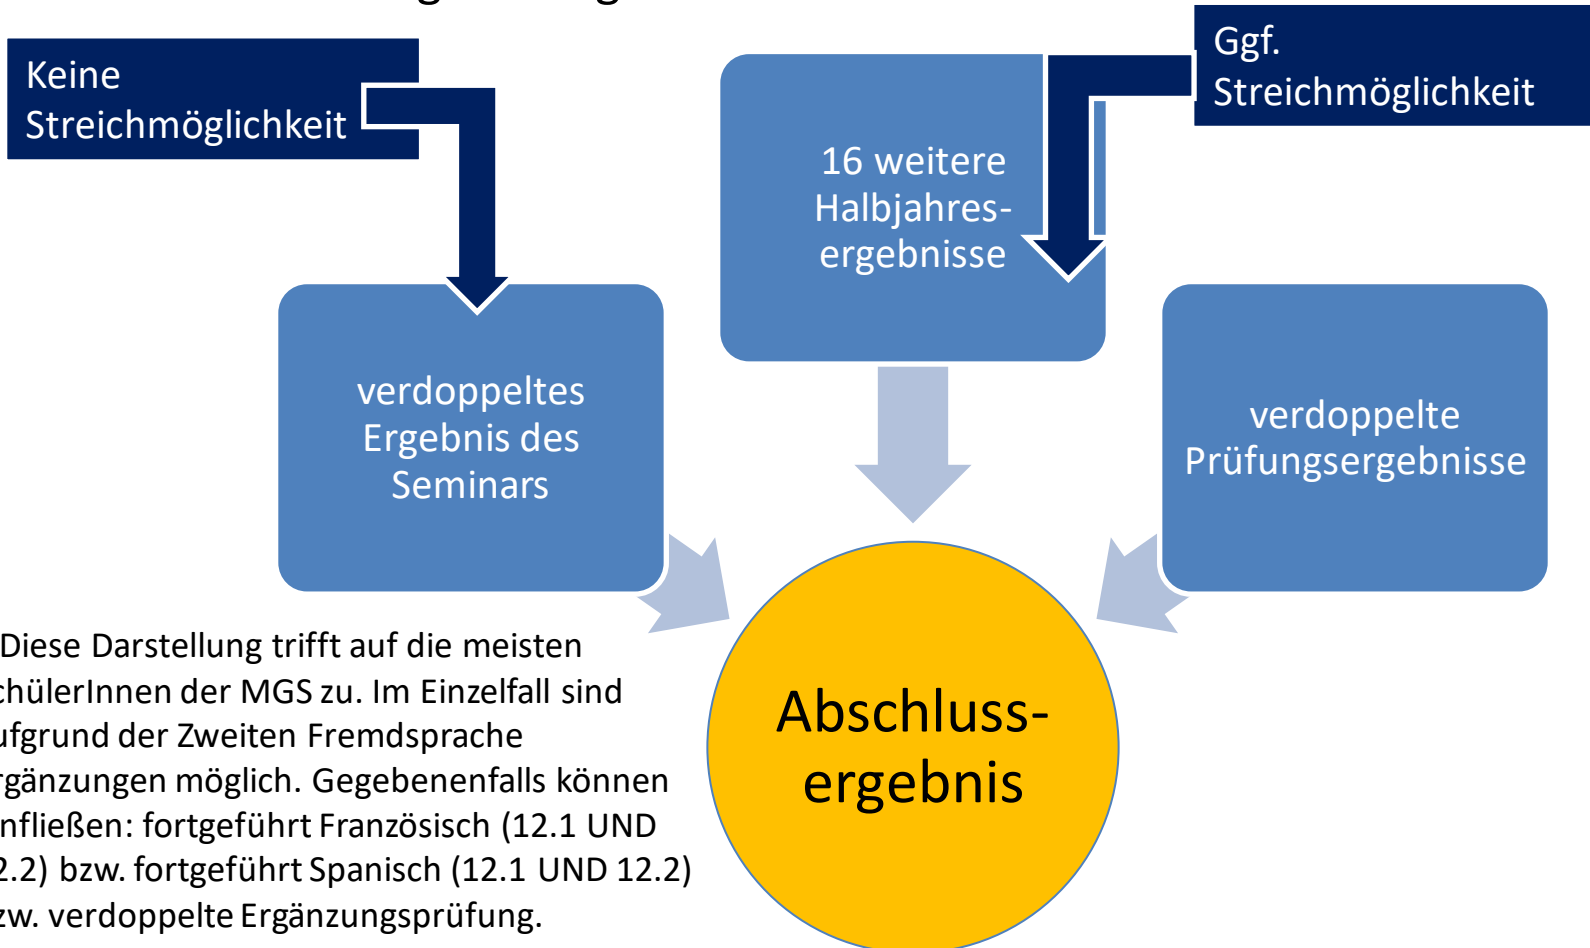 Keine
Streichmöglichkeit
Ggf.
Streichmöglichkeit
16 weitere
Halbjahres-
ergebnisse
verdoppeltes
Ergebnis des
Seminars
verdoppelte
Prüfungsergebnisse
Abschluss-
ergebnis
Diese Darstellung trifft auf die meisten
chülerInnen der MGS zu. Im Einzelfall sind
ufgrund der Zweiten Fremdsprache
rgänzungen möglich. Gegebenenfalls können
nfließen: fortgeführt Französisch (12.1 UND
2.2) bzw. fortgeführt Spanisch (12.1 UND 12.2)
zw. verdoppelte Ergänzungsprüfung.